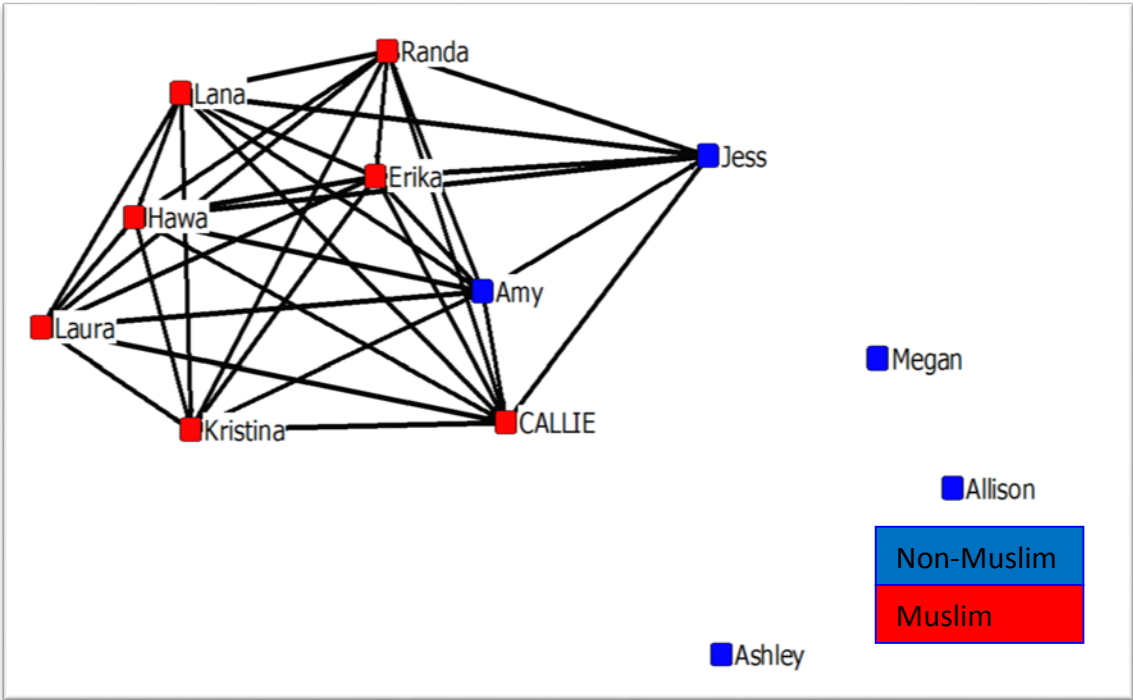 Randa
Lana
Jess
Erika
Hawa
Amy
Laura
Megan
Kristina
CALLIE
Allison
Non-Muslim
Muslim
Ashley